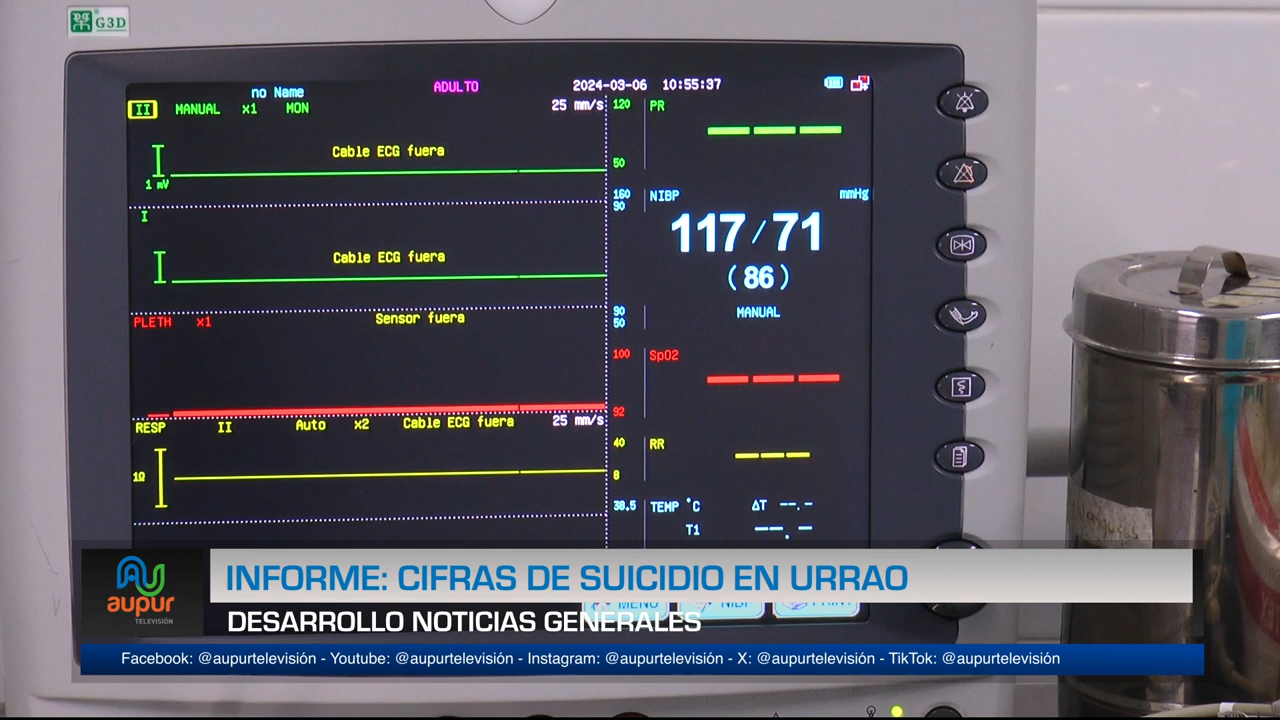 G3D
no Name
ADULTO
2024-03-06 10:55:37
II MANUAL x1 MON
25 mm/s
120 PR
Cable ECG fuera
1 mV
50
160 NIBP mmHg
90
I
117/71
Cable ECG fuera
(86)
90
50
MANUAL
PLETH x1 Sensor fuera
100 SpO2
92
RESP II Auto x2 Cable ECG fuera 25 mm/s
40 RR
1Ω
8
38.5 TEMP °C ΔT --.-
T1 --.-
INFORME: CIFRAS DE SUICIDIO EN URRAO
MENU NIBP PRINT
aupur
TELEVISIÓN
DESARROLLO NOTICIAS GENERALES
Facebook: @aupurtelevisión - Youtube: @aupurtelevisión - Instagram: @aupurtelevisión - X: @aupurtelevisión - TikTok: @aupurtelevisión